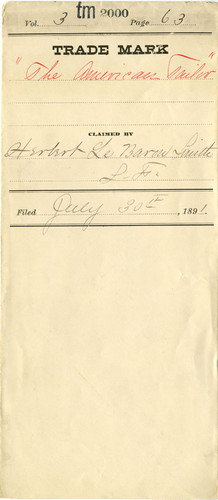 Vol. 3 tm 2000 Page 63
TRADE MARK
"The American Tailor"
CLAIMED BY
Herbert Le Baron Smith
S. F.
Filed July 30th, 1891.